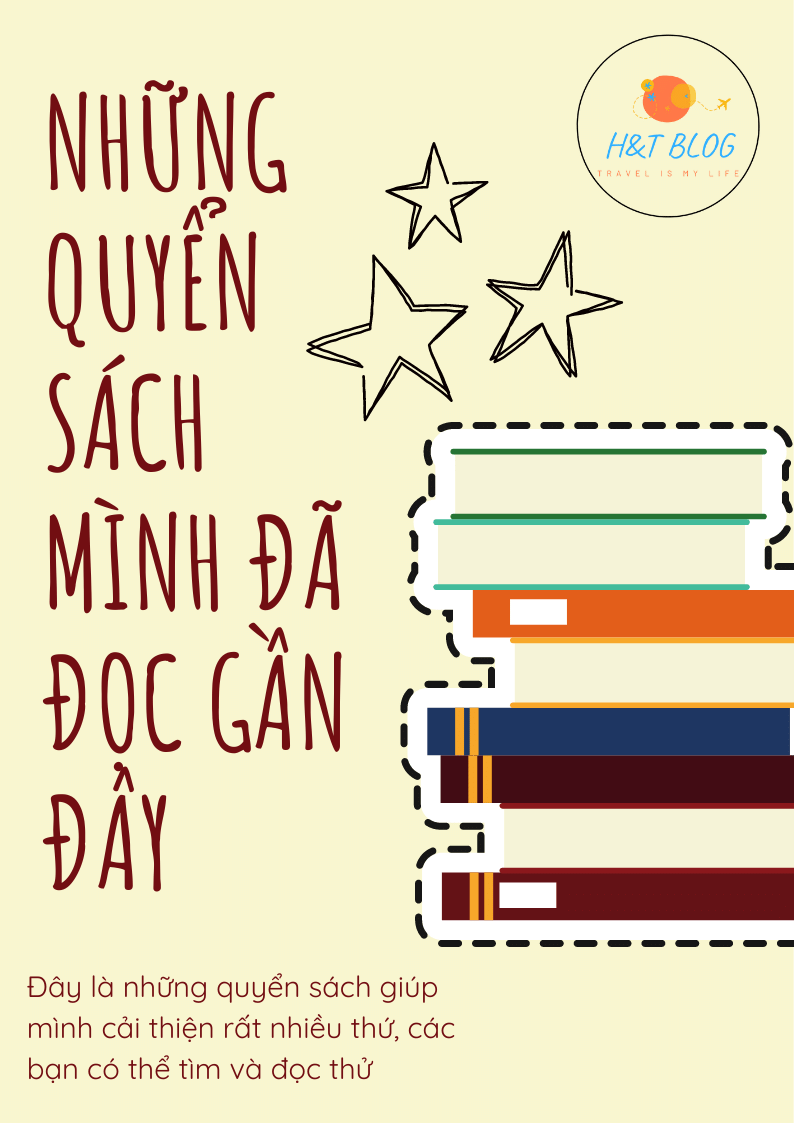 NHỮNG
QUYỂN
SÁCH
MÌNH ĐÃ
ĐỌC GẦN
ĐÂY
H&T BLOG
TRAVEL IS MY LIFE
Đây là những quyển sách giúp
mình cải thiện rất nhiều thứ, các
bạn có thể tìm và đọc thử